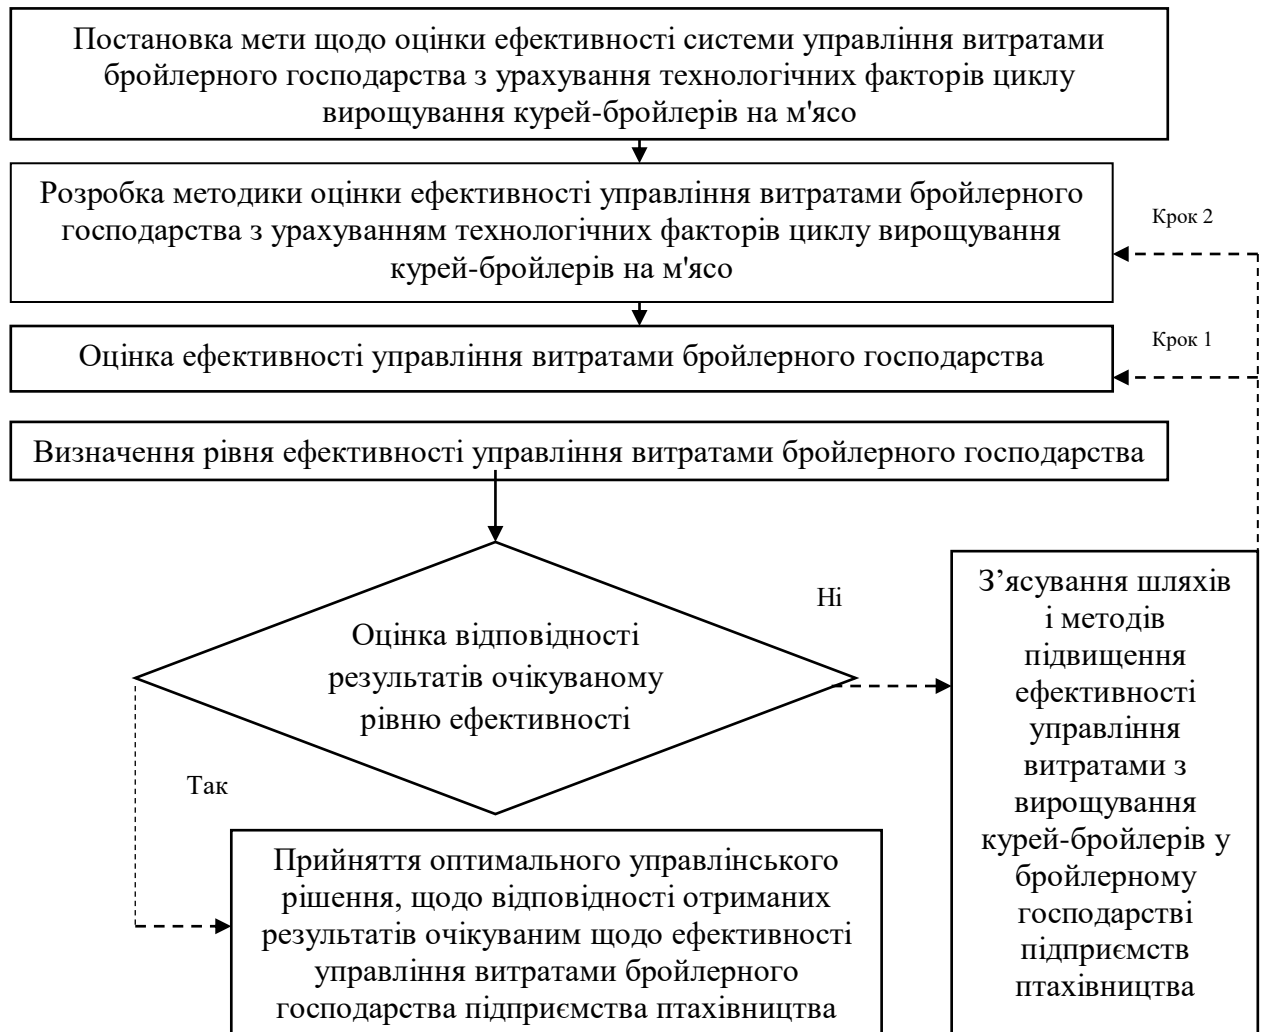 Постановка мети щодо оцінки ефективності системи управління витратами
бройлерного господарства з урахування технологічних факторів циклу
вирощування курей-бройлерів на м'ясо
Розробка методики оцінки ефективності управління витратами бройлерного
господарства з урахуванням технологічних факторів циклу вирощування
курей-бройлерів на м'ясо
Крок 2
Оцінка ефективності управління витратами бройлерного господарства
Крок 1
Визначення рівня ефективності управління витратами бройлерного господарства
Оцінка відповідності
результатів очікуваному
рівню ефективності
Ні
З’ясування шляхів
і методів
підвищення
ефективності
управління
витратами з
вирощування
курей-бройлерів у
бройлерному
господарстві
підприємств
птахівництва
Так
Прийняття оптимального управлінського
рішення, щодо відповідності отриманих
результатів очікуваним щодо ефективності
управління витратами бройлерного
господарства підприємства птахівництва